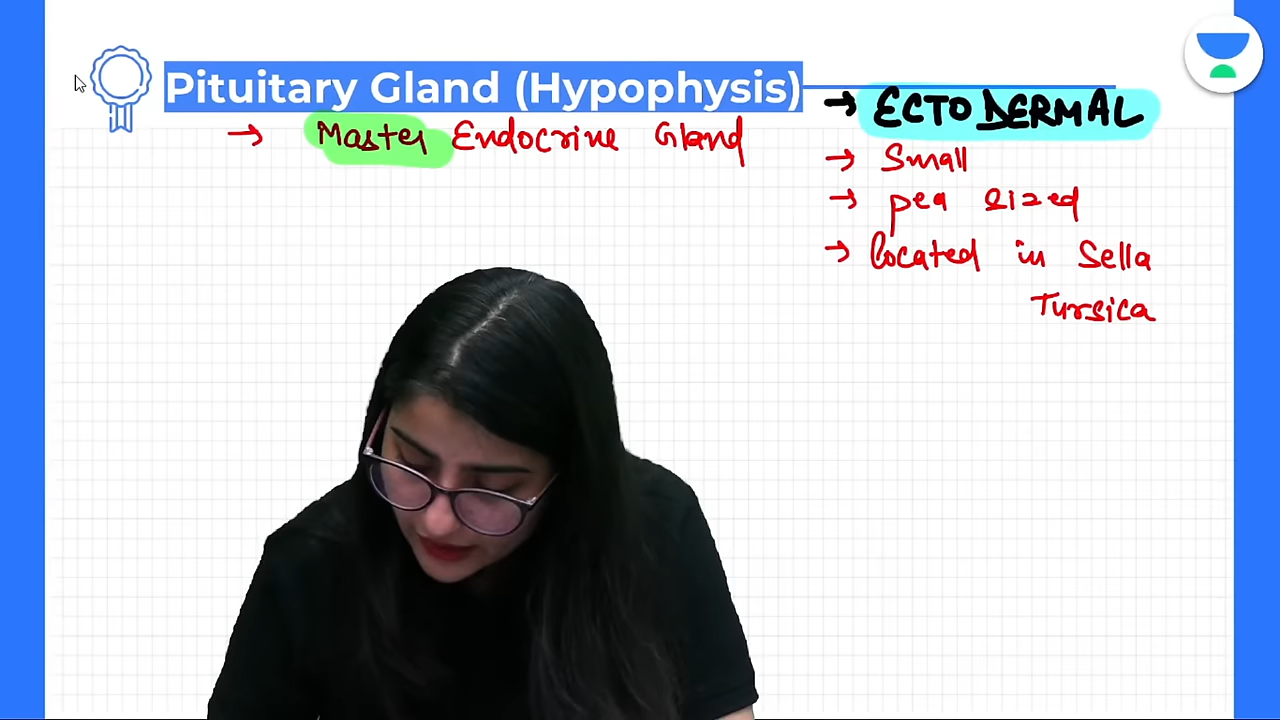 Pituitary Gland (Hypophysis)
→ Master Endocrine Gland
→ ECTODERMAL
→ Small
→ pea sized
→ located in Sella
Tursica